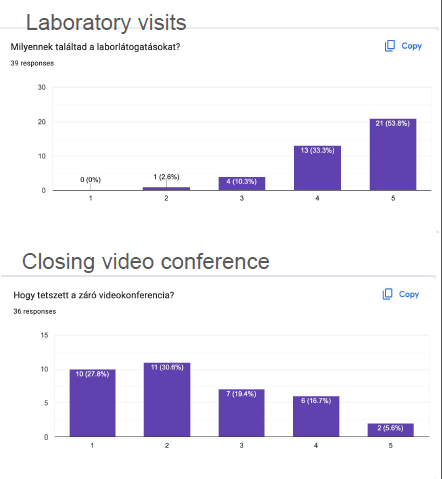 Laboratory visits
Milyennek találtad a laborlátogatásokat?
Copy
39 responses
30
20
10
0
0 (0%)
1 (2.6%)
4 (10.3%)
13 (33.3%)
21 (53.8%)
1 2 3 4 5
Closing video conference
Hogy tetszett a záró videokonferencia?
Copy
36 responses
15
10
5
0
10 (27.8%)
11 (30.6%)
7 (19.4%)
6 (16.7%)
2 (5.6%)
1 2 3 4 5